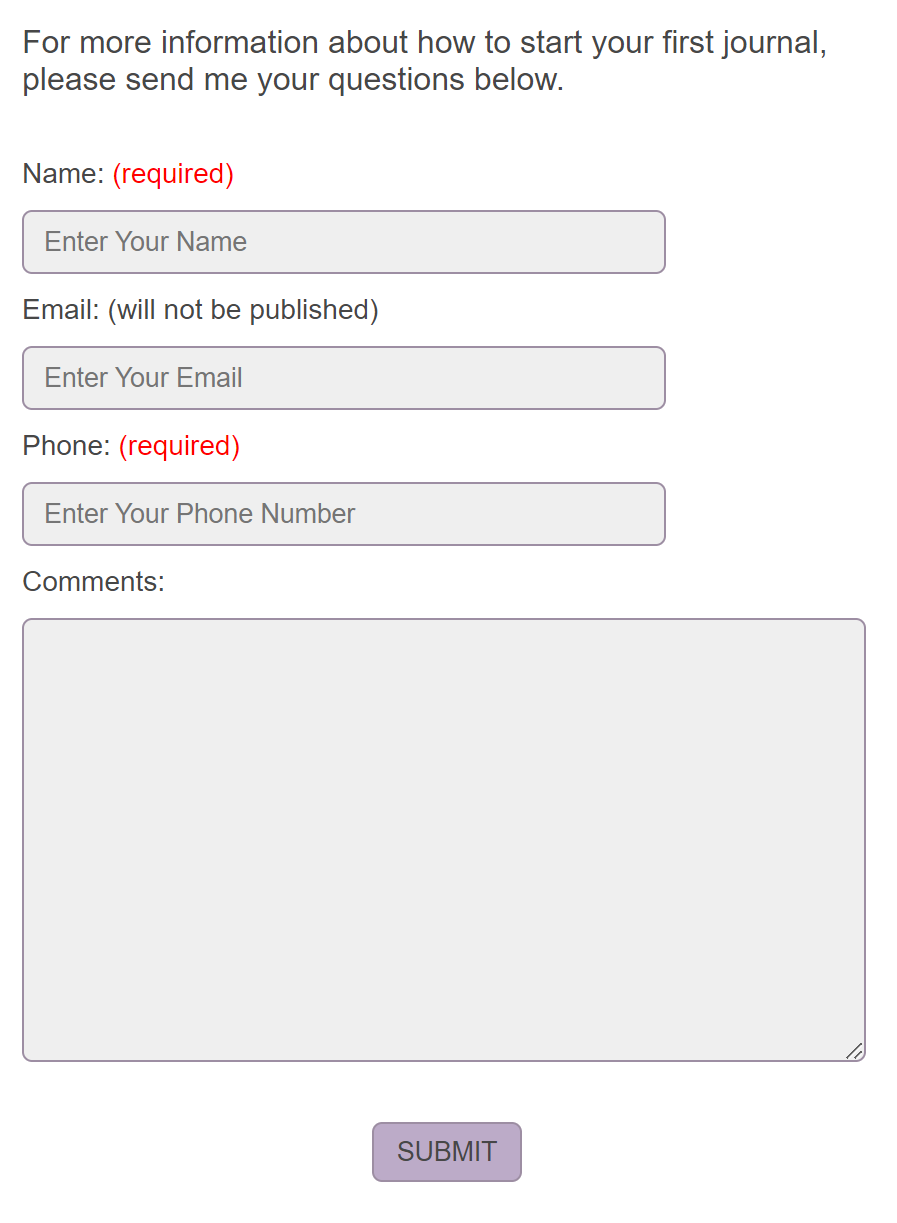 For more information about how to start your first journal,
please send me your questions below.
Name: (required)
Enter Your Name
Email: (will not be published)
Enter Your Email
Phone: (required)
Enter Your Phone Number
Comments:
SUBMIT